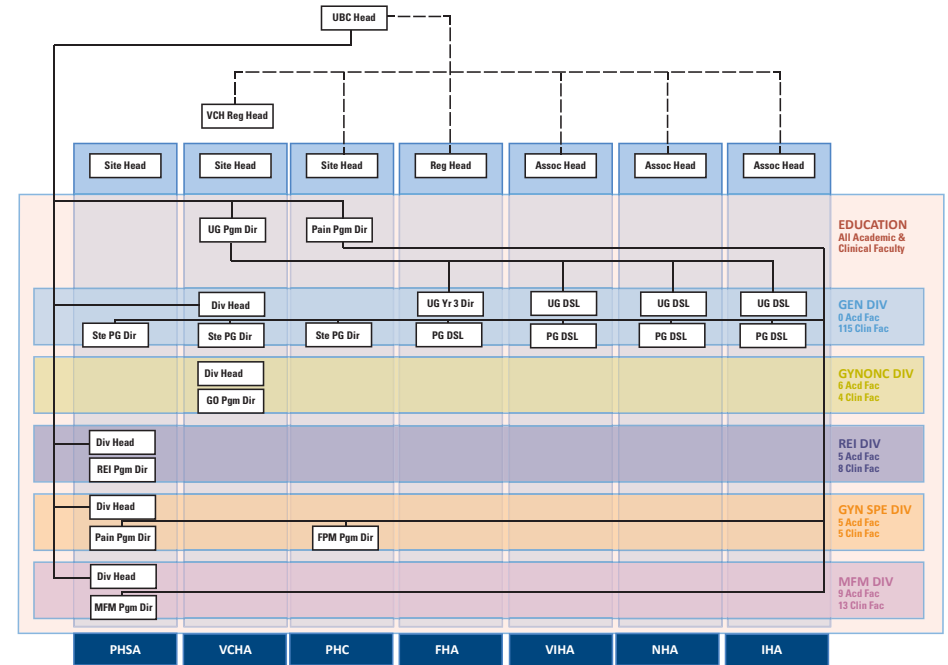 UBC Head
VCH Reg Head
Site Head
Site Head
Site Head
Reg Head
Assoc Head
Assoc Head
Assoc Head
UG Pgm Dir
Pain Pgm Dir
EDUCATION
All Academic &
Clinical Faculty
Div Head
UG Yr 3 Dir
UG DSL
UG DSL
UG DSL
GEN DIV
0 Acd Fac
115 Clin Fac
Ste PG Dir
Ste PG Dir
Ste PG Dir
PG DSL
PG DSL
PG DSL
PG DSL
Div Head
GO Pgm Dir
GYNONC DIV
6 Acd Fac
4 Clin Fac
Div Head
REI Pgm Dir
REI DIV
5 Acd Fac
8 Clin Fac
Div Head
Pain Pgm Dir
FPM Pgm Dir
GYN SPE DIV
5 Acd Fac
5 Clin Fac
Div Head
MFM Pgm Dir
MFM DIV
9 Acd Fac
13 Clin Fac
PHSA
VCHA
PHC
FHA
VIHA
NHA
IHA